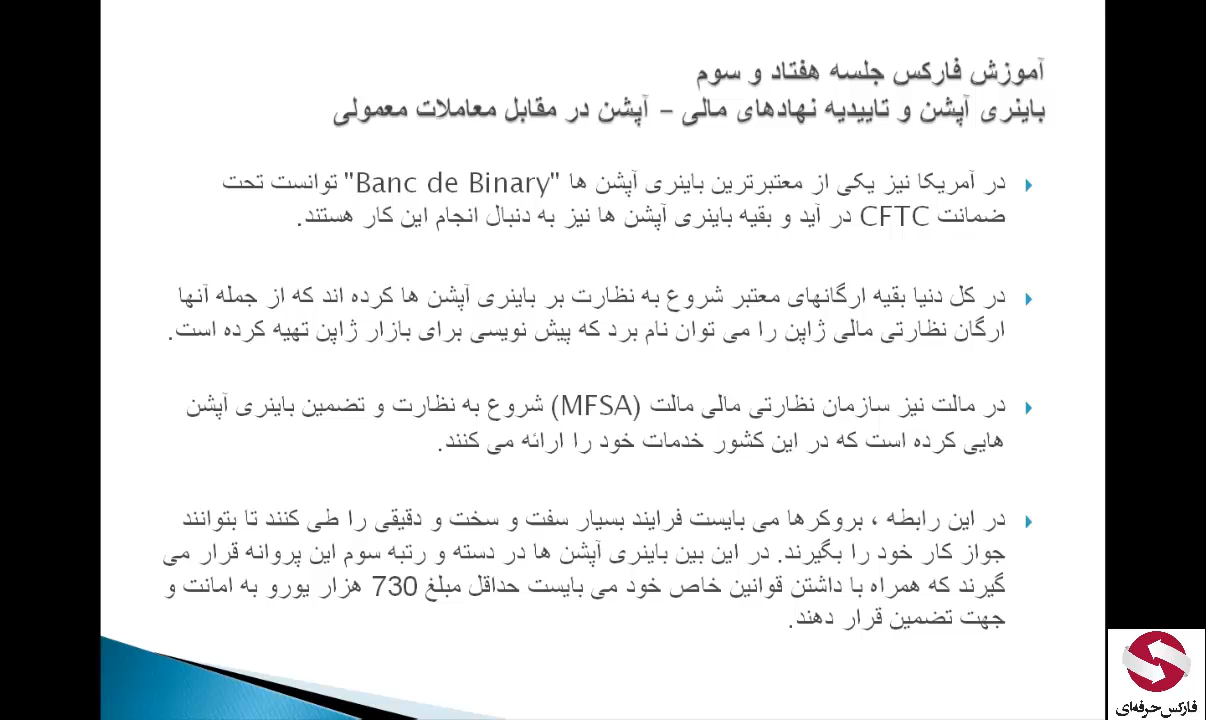 آموزش فارکس جلسه هفتاد و سوم
باینری آپشن و تاییدیه نهادهای مالی – آپشن در مقابل معاملات معمولی
در آمریکا نیز یکی از معتبرترین باینری آپشن ها "Banc de Binary" توانست تحت
ضمانت CFTC در آید و بقیه باینری آپشن ها نیز به دنبال انجام این کار هستند.
در کل دنیا بقیه ارگانهای معتبر شروع به نظارت بر باینری آپشن ها کرده اند که از جمله آنها
ارگان نظارتی مالی ژاپن را می توان نام برد که پیش نویسی برای بازار ژاپن تهیه کرده است.
در مالت نیز سازمان نظارتی مالی مالت (MFSA) شروع به نظارت و تضمین باینری آپشن
هایی کرده است که در این کشور خدمات خود را ارائه می کنند.
در این رابطه ، بروکرها می بایست فرایند بسیار سفت و سخت و دقیقی را طی کنند تا بتوانند
جواز کار خود را بگیرند. در این بین باینری آپشن ها در دسته و رتبه سوم این پروانه قرار می
گیرند که همراه با داشتن قوانین خاص خود می بایست حداقل مبلغ 730 هزار یورو به امانت و
جهت تضمین قرار دهند.
فارکس حرفه‌ای